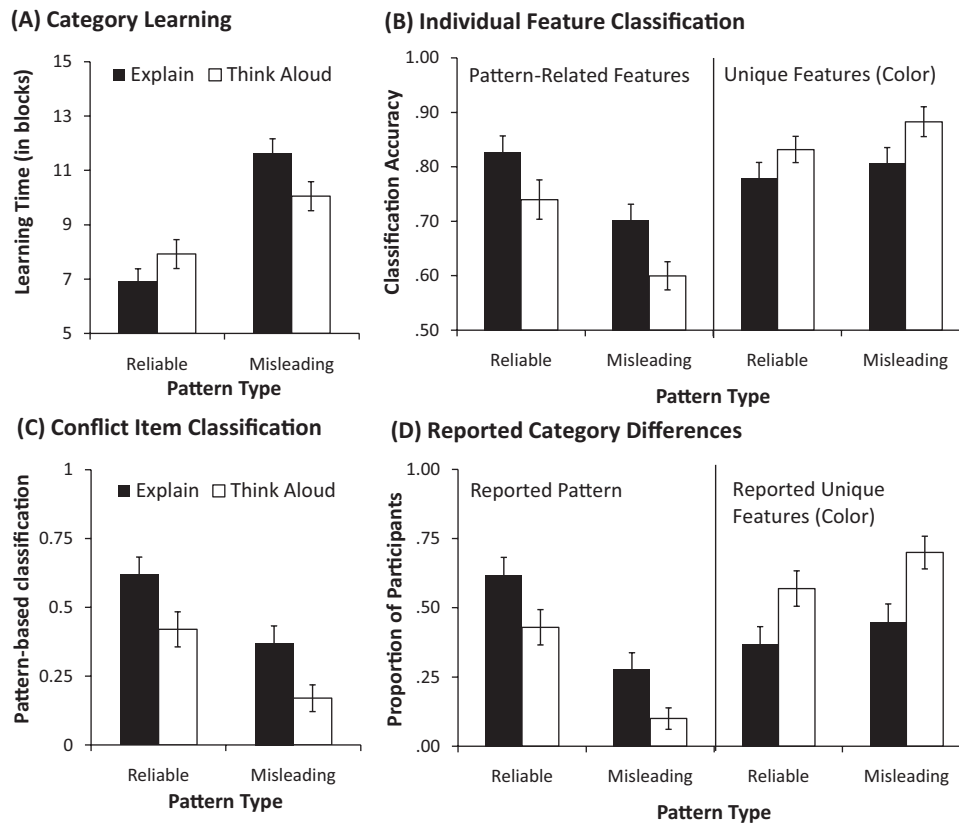 (A) Category Learning
Explain Think Aloud
15
13
11
9
7
5
Learning Time (in blocks)
Reliable Misleading
Pattern Type
(B) Individual Feature Classification
Pattern-Related Features
Unique Features (Color)
1.00
.90
.80
.70
.60
.50
Classification Accuracy
Reliable Misleading Reliable Misleading
Pattern Type
(C) Conflict Item Classification
Explain Think Aloud
1
0.75
0.5
0.25
0
Pattern-based classification
Reliable Misleading
Pattern Type
(D) Reported Category Differences
Reported Pattern
Reported Unique
Features (Color)
1.00
.75
.50
.25
.00
Proportion of Participants
Reliable Misleading Reliable Misleading
Pattern Type